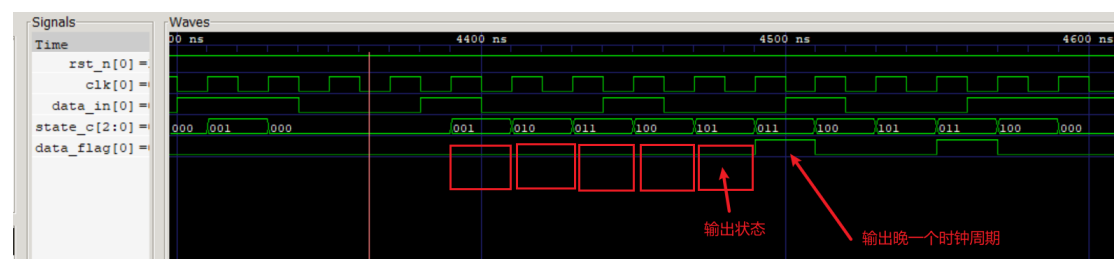 Signals
Waves
Time
00 ns
4400 ns
4500 ns
4600 ns
rst_n[0] =
clk[0] =
data_in[0] =
state_c[2:0] =
000 001 000 001 010 011 100 101 011 100 101 011 100 000
data_flag[0] =
输出状态
输出晚一个时钟周期